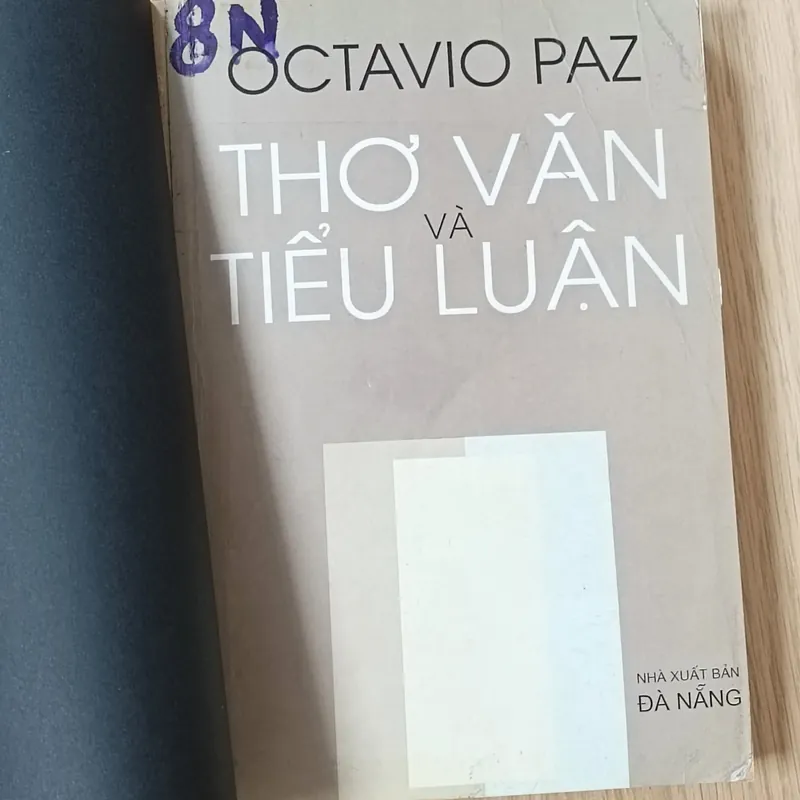 8N
OCTAVIO PAZ
THƠ VĂN
VÀ
TIỂU LUẬN
NHÀ XUẤT BẢN
ĐÀ NẴNG